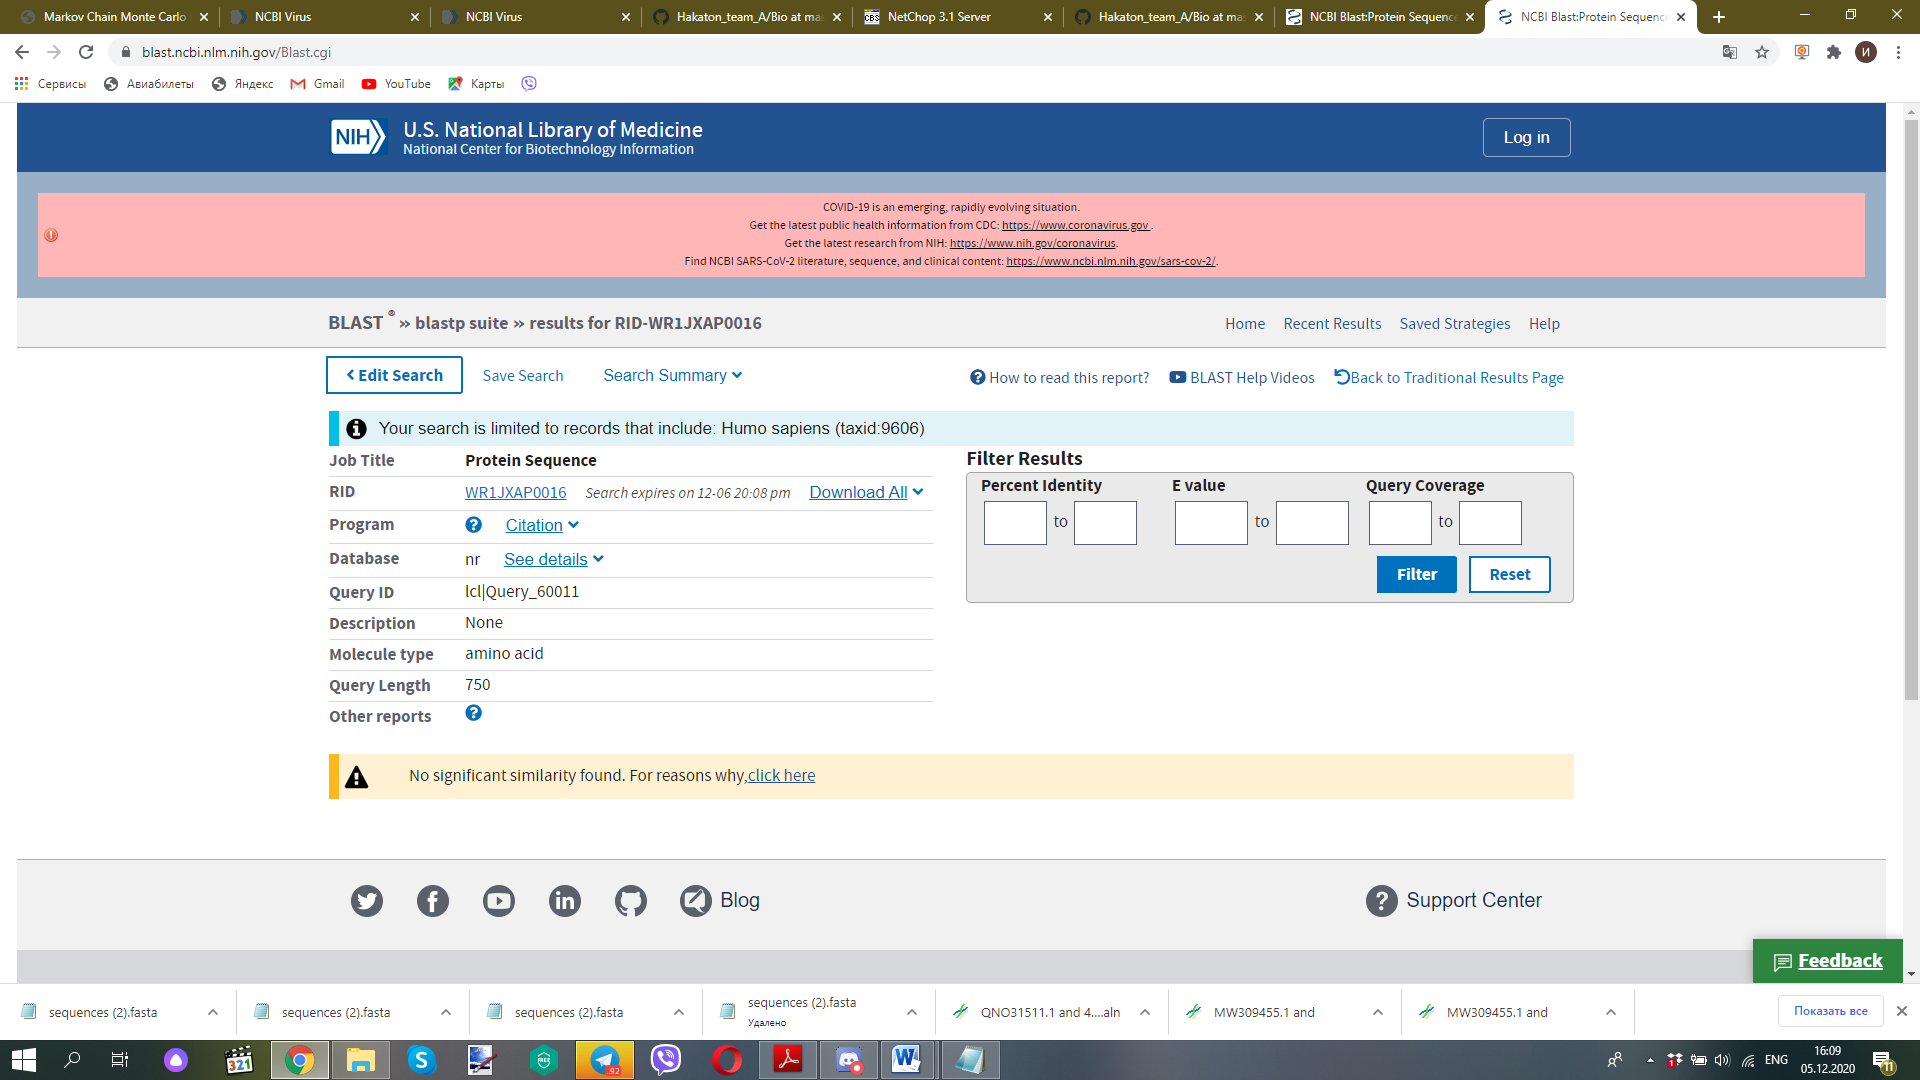 Markov Chain Monte Carlo
NCBI Virus
NCBI Virus
Hakaton_team_A/Bio at ma
NetChop 3.1 Server
Hakaton_team_A/Bio at ma
NCBI Blast:Protein Sequenc
NCBI Blast:Protein Sequenc
blast.ncbi.nlm.nih.gov/Blast.cgi
И
Сервисы
Авиабилеты
Яндекс
Gmail
YouTube
Карты
NIH
U.S. National Library of Medicine
National Center for Biotechnology Information
Log in
COVID-19 is an emerging, rapidly evolving situation.
Get the latest public health information from CDC: https://www.coronavirus.gov .
Get the latest research from NIH: https://www.nih.gov/coronavirus.
Find NCBI SARS-CoV-2 literature, sequence, and clinical content: https://www.ncbi.nlm.nih.gov/sars-cov-2/.
BLAST ® » blastp suite » results for RID-WR1JXAP0016
Home Recent Results Saved Strategies Help
Edit Search Save Search Search Summary
How to read this report? BLAST Help Videos Back to Traditional Results Page
Your search is limited to records that include: Humo sapiens (taxid:9606)
Job Title Protein Sequence
RID WR1JXAP0016 Search expires on 12-06 20:08 pm Download All
Program Citation
Database nr See details
Query ID lcl|Query_60011
Description None
Molecule type amino acid
Query Length 750
Other reports
Filter Results
Percent Identity E value Query Coverage
to to to
Filter Reset
No significant similarity found. For reasons why,click here
Blog
Support Center
Feedback
sequences (2).fasta
sequences (2).fasta
sequences (2).fasta
sequences (2).fasta
Удалено
QNO31511.1 and 4....aln
MW309455.1 and
MW309455.1 and
Показать все
321
FREE
92
ENG
16:09
05.12.2020
11